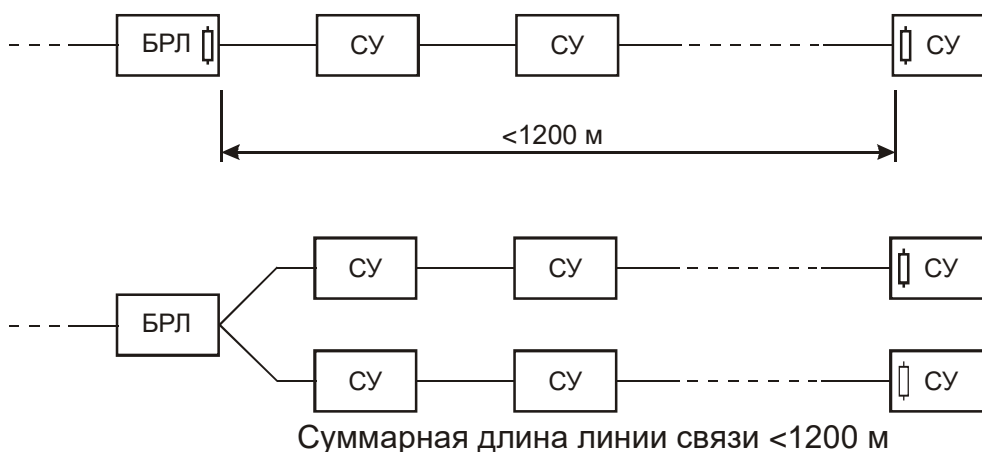 БРЛ СУ СУ СУ
<1200 м
СУ СУ СУ
БРЛ
СУ СУ СУ
Суммарная длина линии связи <1200 м